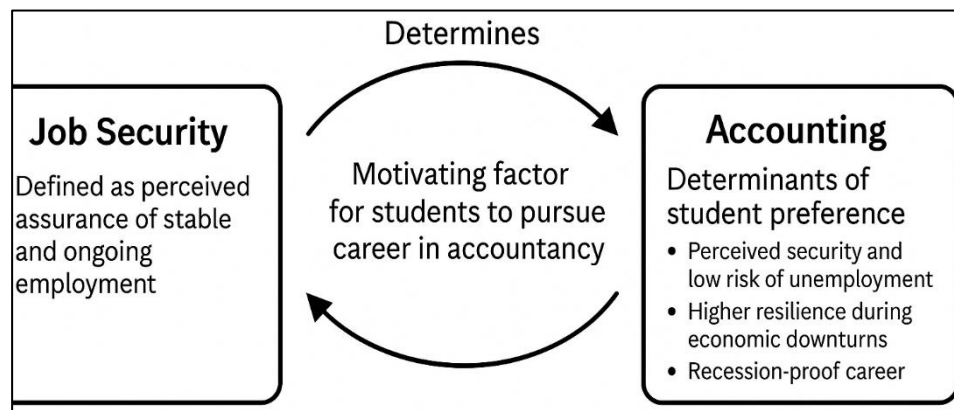 Determines
Job Security
Defined as perceived
assurance of stable
and ongoing
employment
Motivating factor
for students to pursue
career in accountancy
Accounting
Determinants of
student preference
• Perceived security and
low risk of unemployment
• Higher resilience during
economic downturns
• Recession-proof career